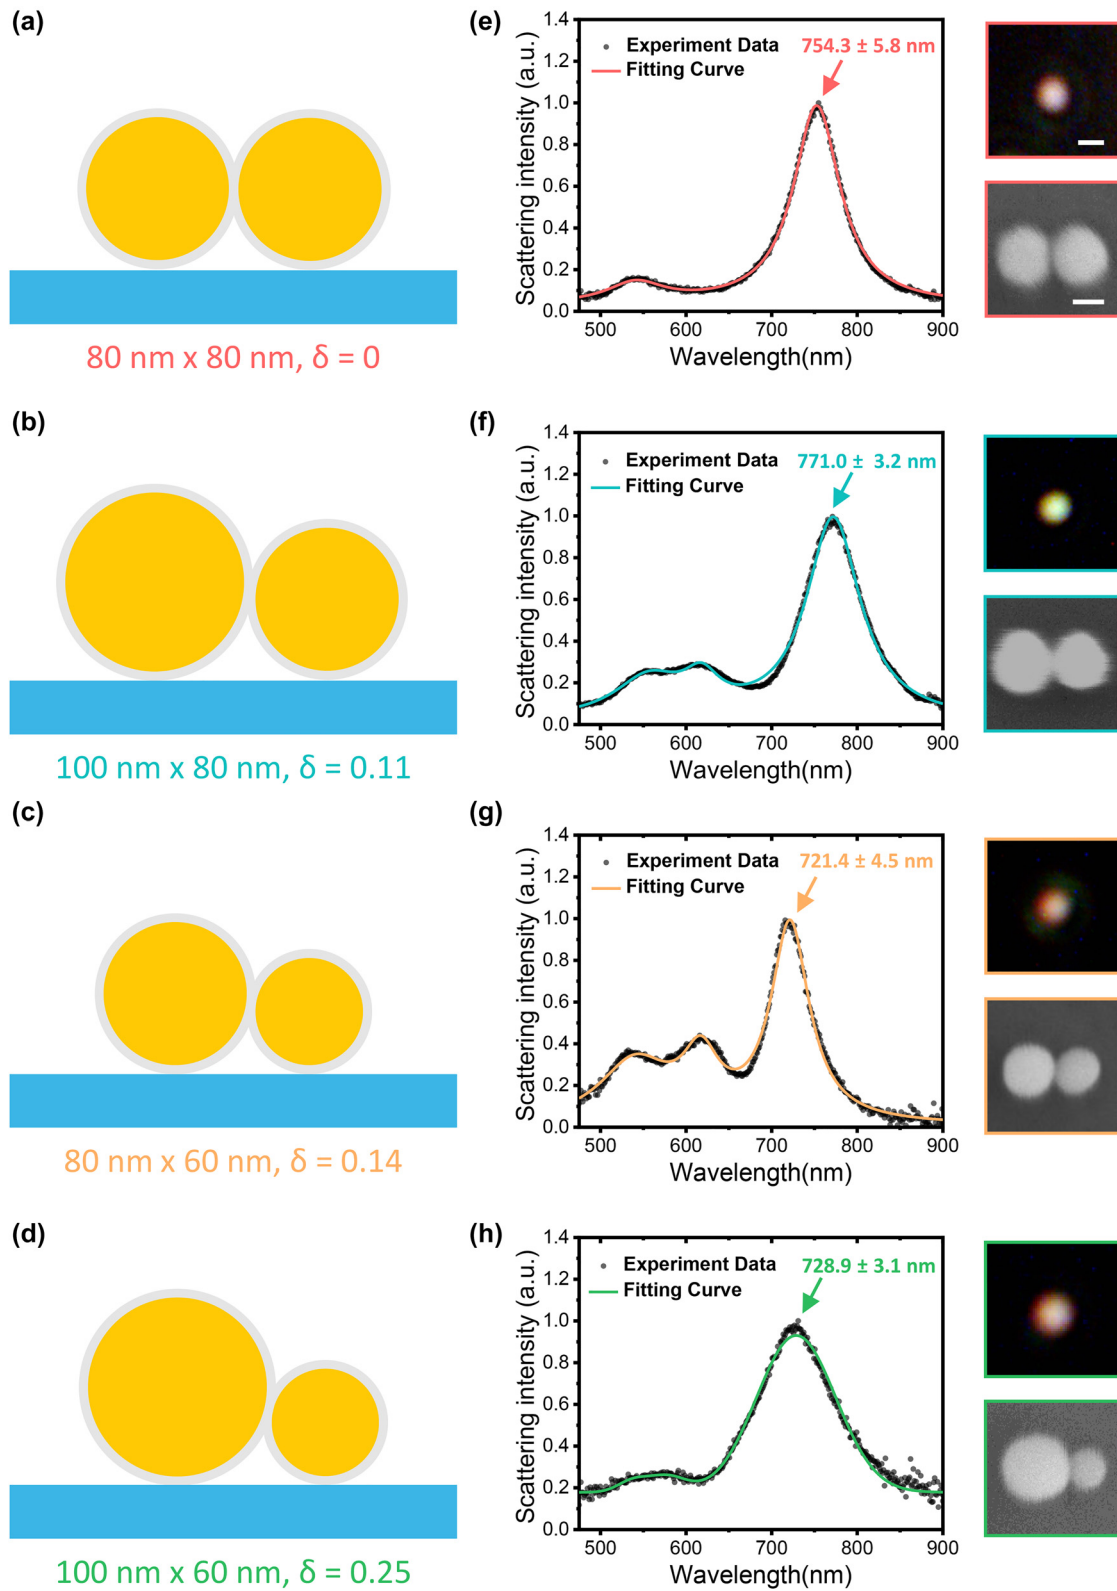 (a)
80 nm x 80 nm, δ = 0
(e)
Experiment Data
Fitting Curve
754.3 ± 5.8 nm
Scattering intensity (a.u.)
1.4
1.2
1.0
0.8
0.6
0.4
0.2
0.0
500 600 700 800 900
Wavelength(nm)
(b)
100 nm x 80 nm, δ = 0.11
(f)
Experiment Data
Fitting Curve
771.0 ± 3.2 nm
Scattering intensity (a.u.)
1.4
1.2
1.0
0.8
0.6
0.4
0.2
0.0
500 600 700 800 900
Wavelength(nm)
(c)
80 nm x 60 nm, δ = 0.14
(g)
Experiment Data
Fitting Curve
721.4 ± 4.5 nm
Scattering intensity (a.u.)
1.4
1.2
1.0
0.8
0.6
0.4
0.2
0.0
500 600 700 800 900
Wavelength(nm)
(d)
100 nm x 60 nm, δ = 0.25
(h)
Experiment Data
Fitting Curve
728.9 ± 3.1 nm
Scattering intensity (a.u.)
1.4
1.2
1.0
0.8
0.6
0.4
0.2
0.0
500 600 700 800 900
Wavelength(nm)